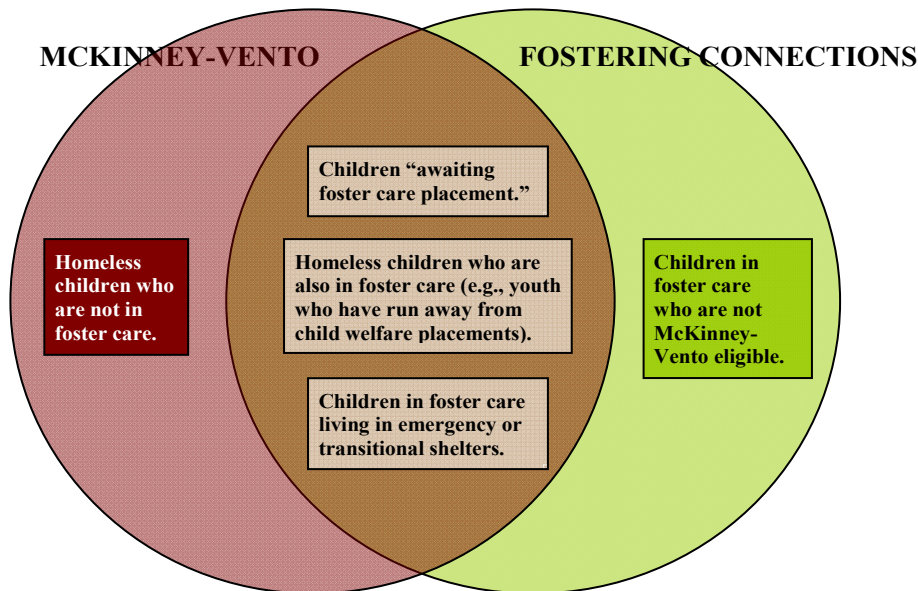 MCKINNEY-VENTO
FOSTERING CONNECTIONS
Children “awaiting
foster care placement.”
Homeless
children who
are not in
foster care.
Homeless children who are
also in foster care (e.g., youth
who have run away from
child welfare placements).
Children in
foster care
who are not
McKinney-
Vento eligible.
Children in foster care
living in emergency or
transitional shelters.